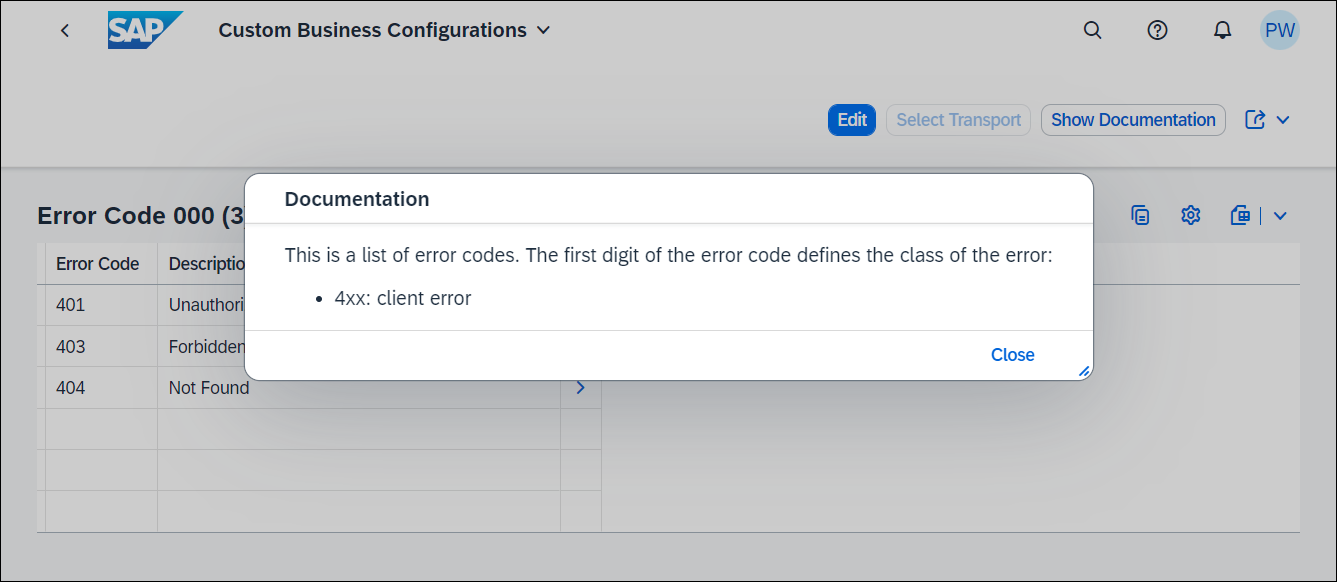 SAP Custom Business Configurations PW
Edit Select Transport Show Documentation
Documentation
Error Code 000 (3
This is a list of error codes. The first digit of the error code defines the class of the error:
• 4xx: client error
Close
Error Code Descriptio
401 Unauthori
403 Forbidden
404 Not Found